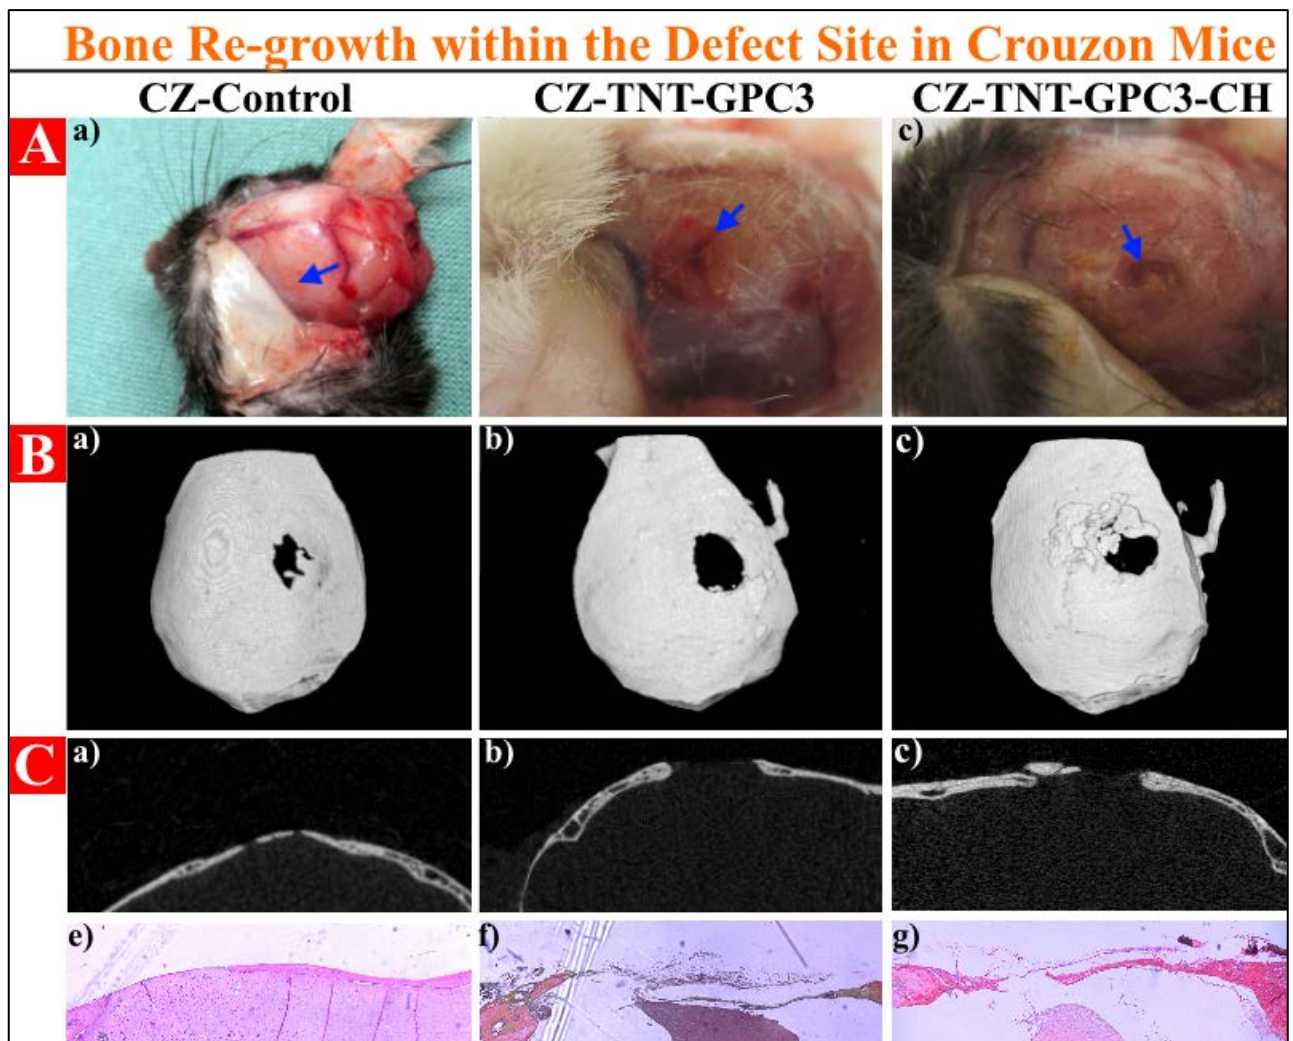 Bone Re-growth within the Defect Site in Crouzon Mice
CZ-Control CZ-TNT-GPC3 CZ-TNT-GPC3-CH
A a) c)
B a) b) c)
C a) b) c)
e) f) g)